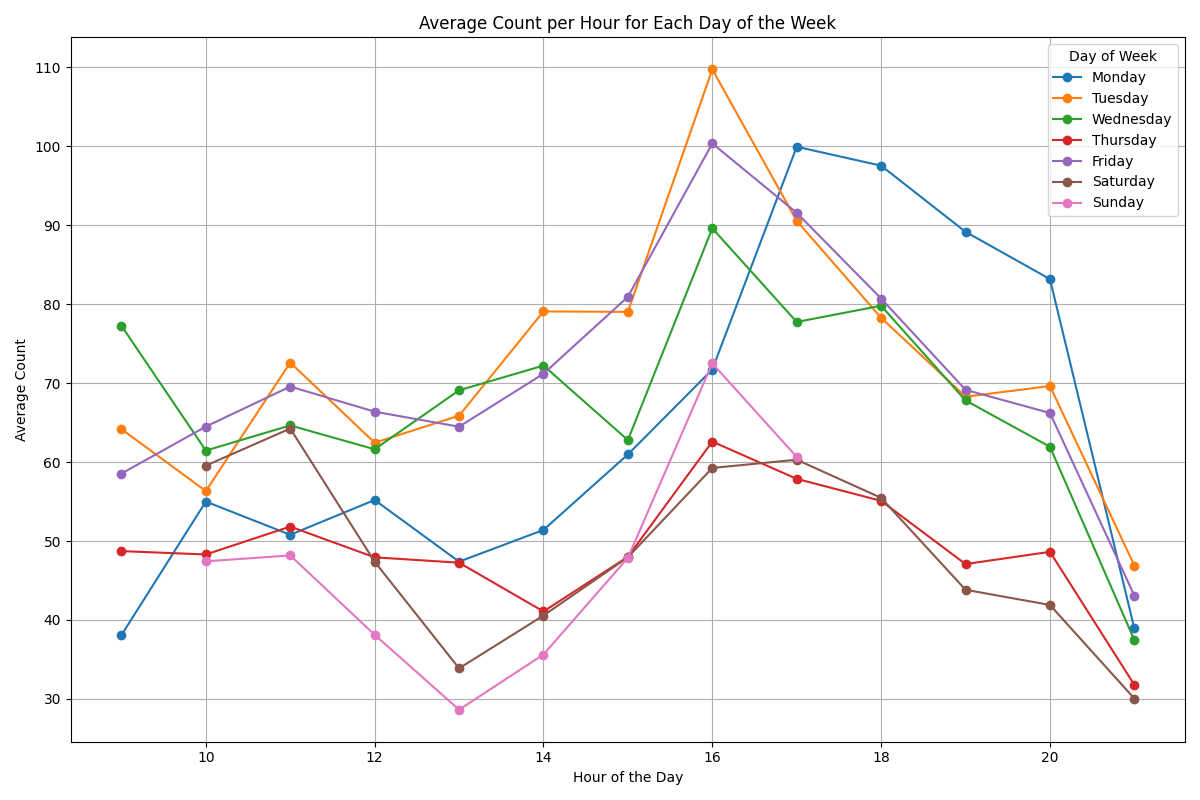 Average Count per Hour for Each Day of the Week
Day of Week
Monday
Tuesday
Wednesday
Thursday
Friday
Saturday
Sunday
Average Count
110
100
90
80
70
60
50
40
30
10 12 14 16 18 20
Hour of the Day